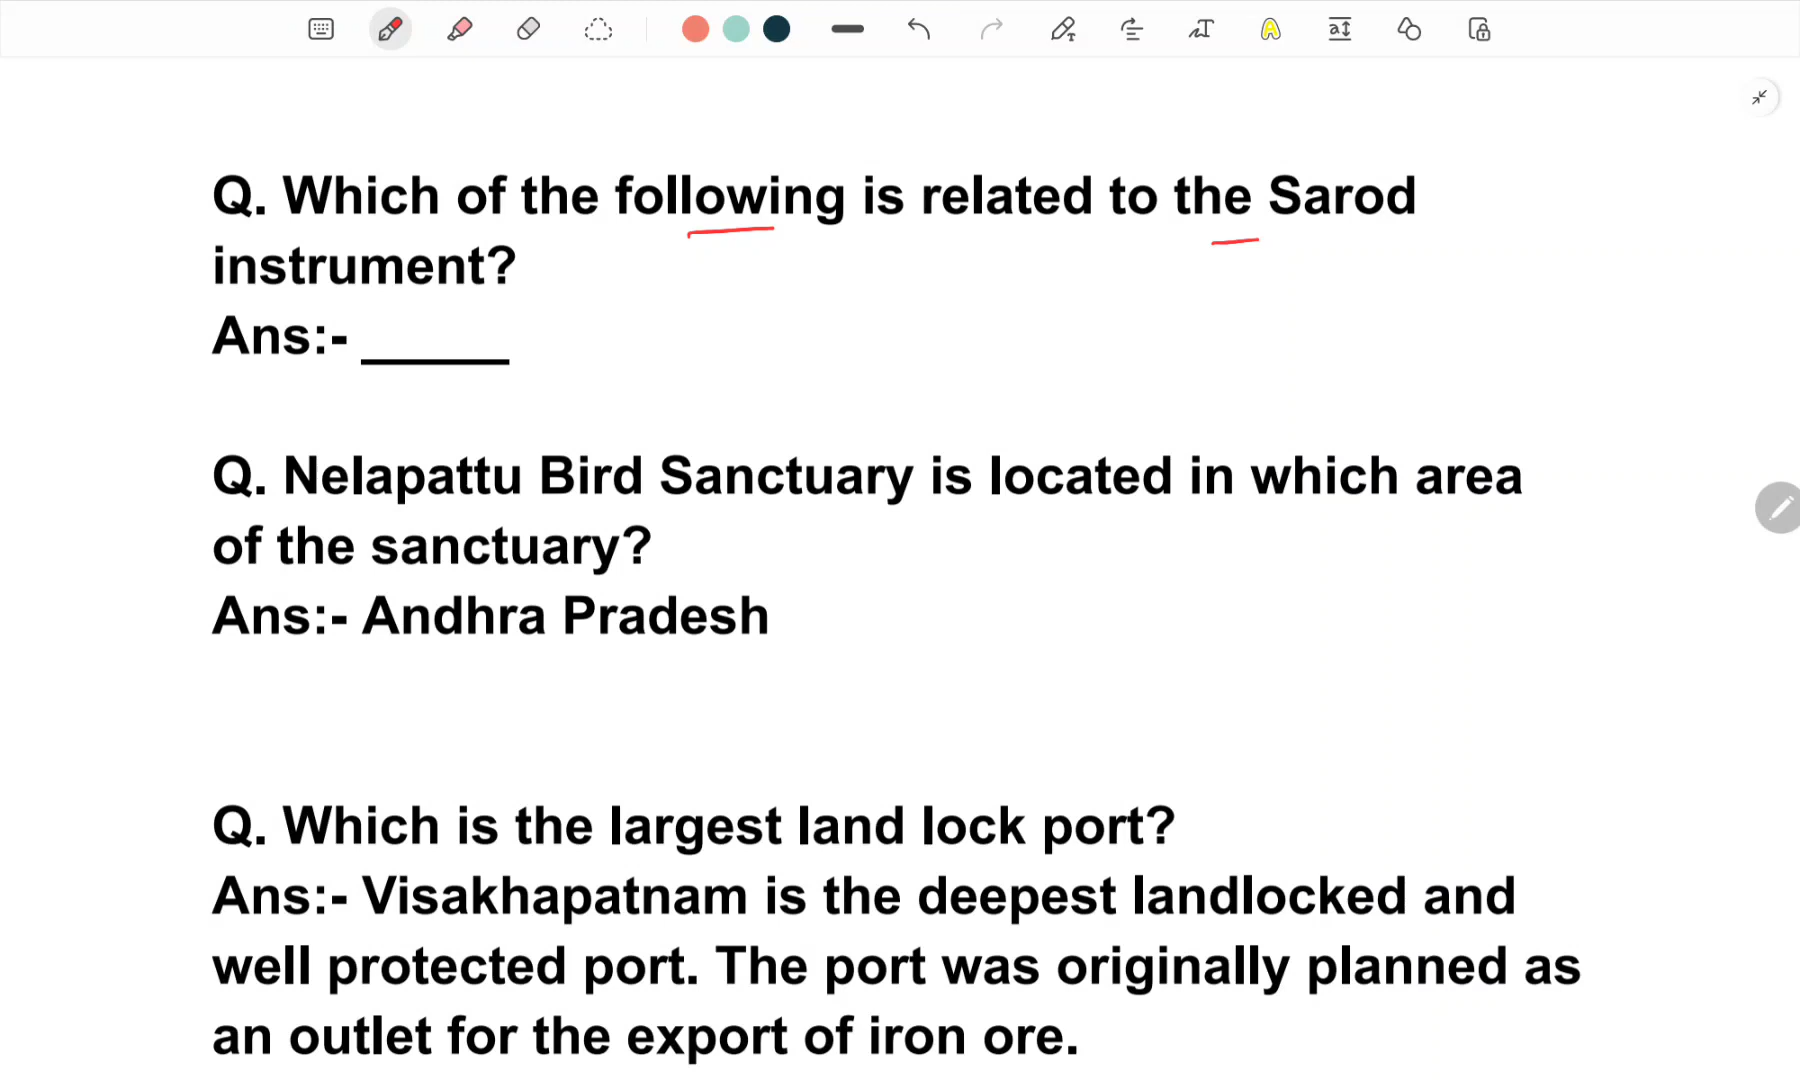 Q. Which of the following is related to the Sarod
instrument?
Ans:- _____
Q. Nelapattu Bird Sanctuary is located in which area
of the sanctuary?
Ans:- Andhra Pradesh
Q. Which is the largest land lock port?
Ans:- Visakhapatnam is the deepest landlocked and
well protected port. The port was originally planned as
an outlet for the export of iron ore.